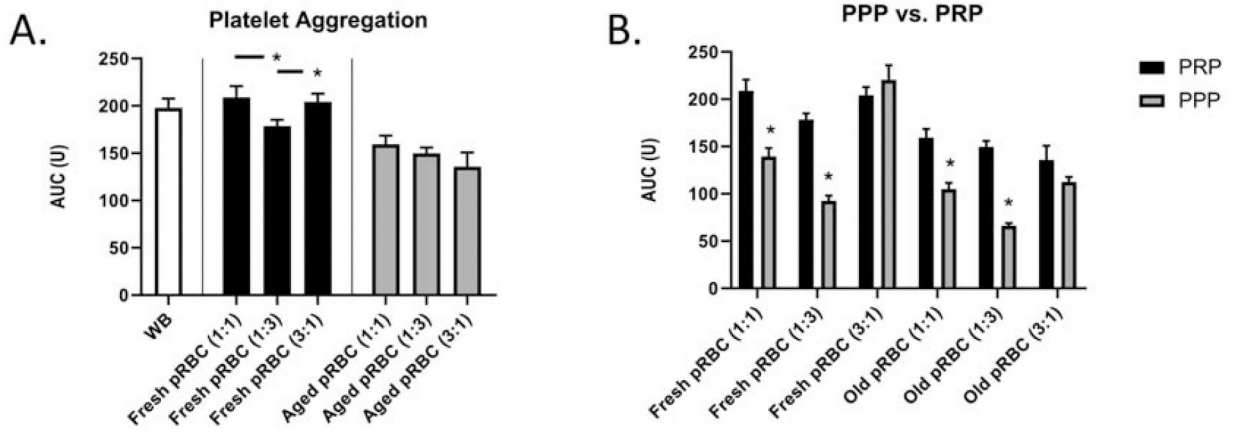 A.
Platelet Aggregation
AUC (U)
250
200
150
100
50
0
*
*
WB
Fresh pRBC (1:1)
Fresh pRBC (1:3)
Fresh pRBC (3:1)
Aged pRBC (1:1)
Aged pRBC (1:3)
Aged pRBC (3:1)
B.
PPP vs. PRP
AUC (U)
250
200
150
100
50
0
*
*
*
*
Fresh pRBC (1:1)
Fresh pRBC (1:3)
Fresh pRBC (3:1)
Old pRBC (1:1)
Old pRBC (1:3)
Old pRBC (3:1)
PRP
PPP